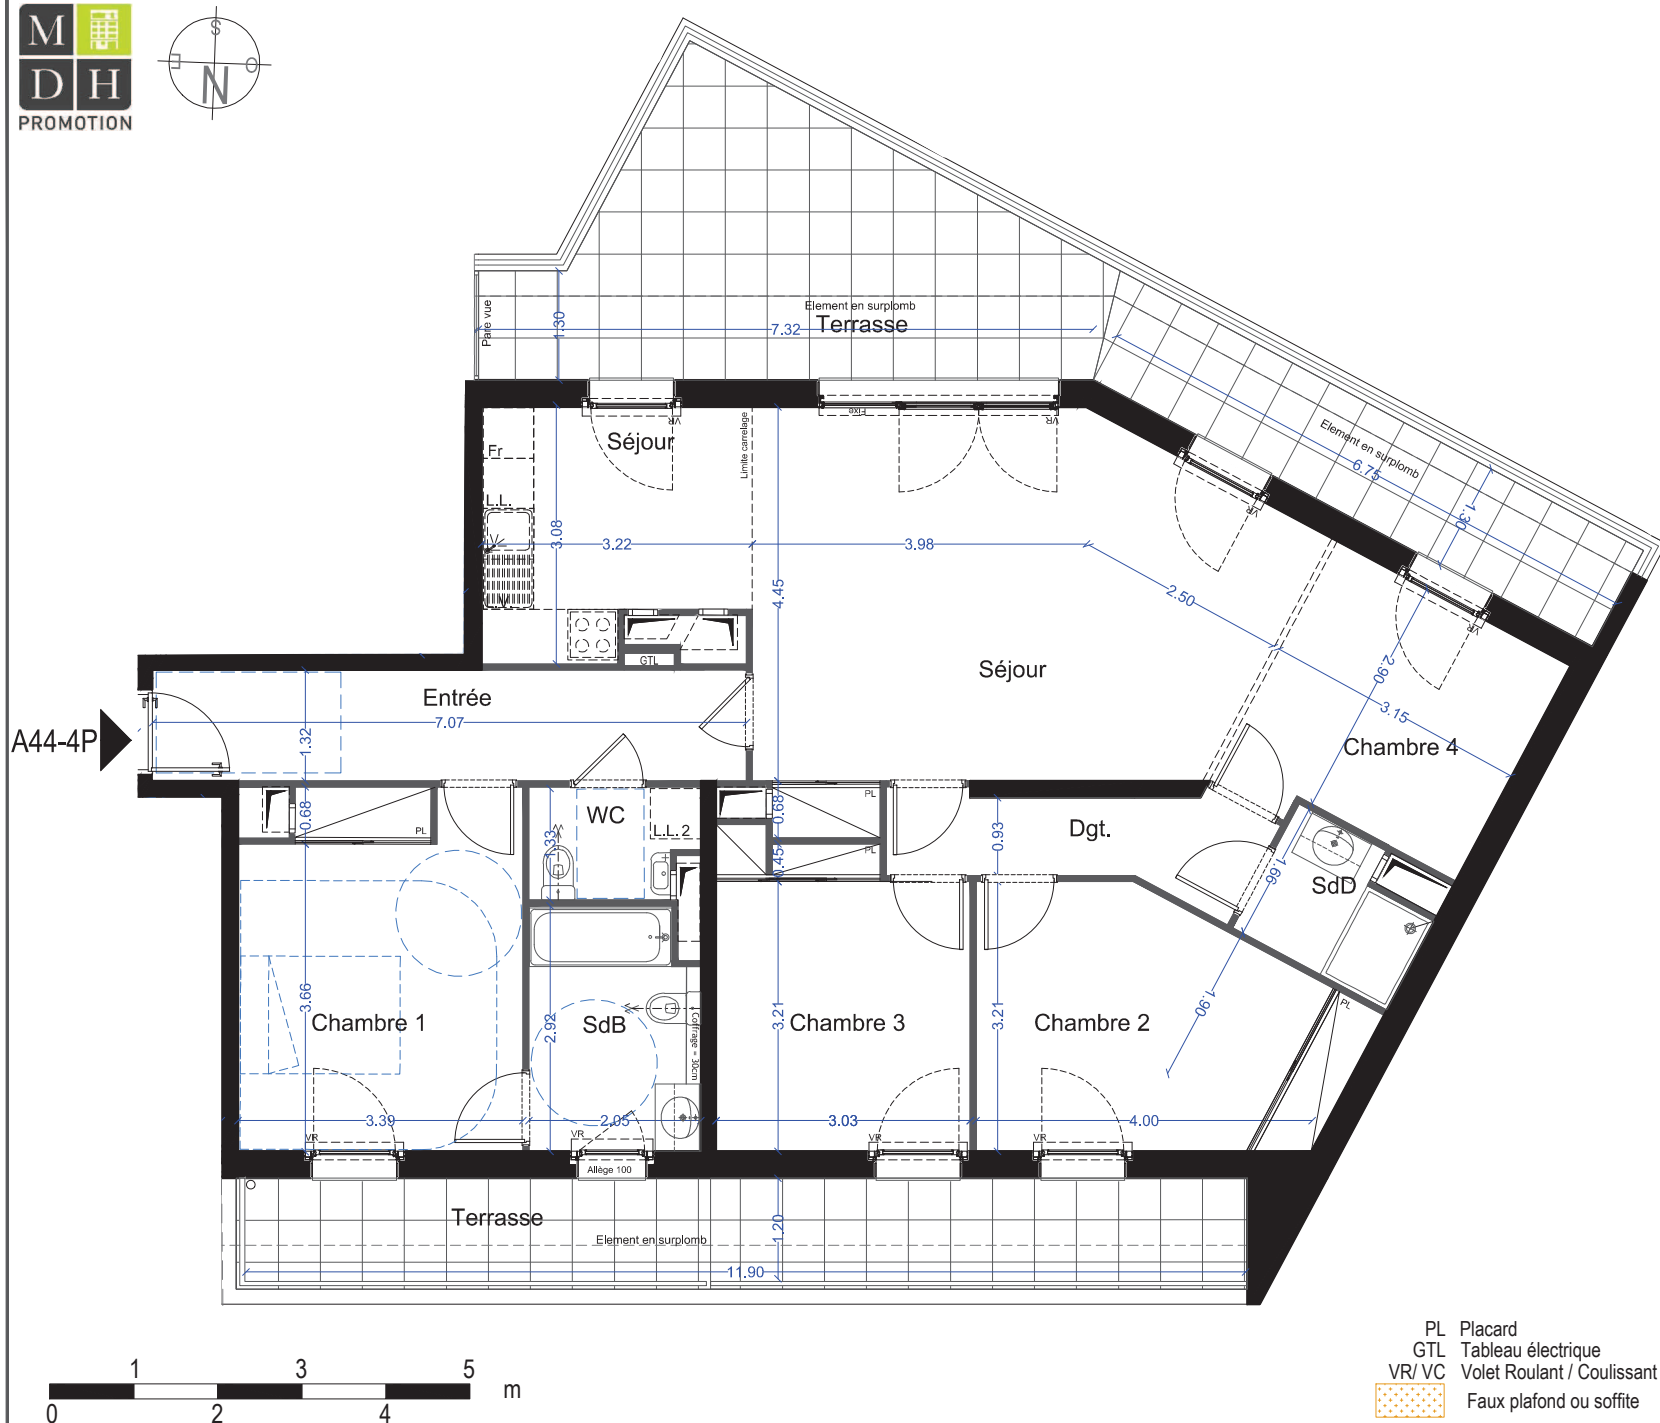 M
D H
PROMOTION
S
E
O
N
Pare vue
1.30
Element en surplomb
7.32
Terrasse
Element en surplomb
6.75
1.30
VR
Fixe
VR
Limite carrelage
Séjour
Fr
L.L.
3.08
3.22
3.98
4.45
2.50
VR
VR
GTL
Séjour
2.90
3.15
Chambre 4
A44-4P
Entrée
7.07
1.32
0.68
PL
WC
1.33
L.L. 2
0.68
PL
0.45
PL
0.93
Dgt.
1.66
SdD
3.66
Chambre 1
2.92
SdB
Coffrage = 30cm
3.21
Chambre 3
3.21
Chambre 2
1.90
PL
3.39
2.05
3.03
4.00
VR
VR
VR
VR
Allège 100
Terrasse
Element en surplomb
1.20
11.90
1 3 5
m
0 2 4
PL Placard
GTL Tableau électrique
VR/ VC Volet Roulant / Coulissant
Faux plafond ou soffite